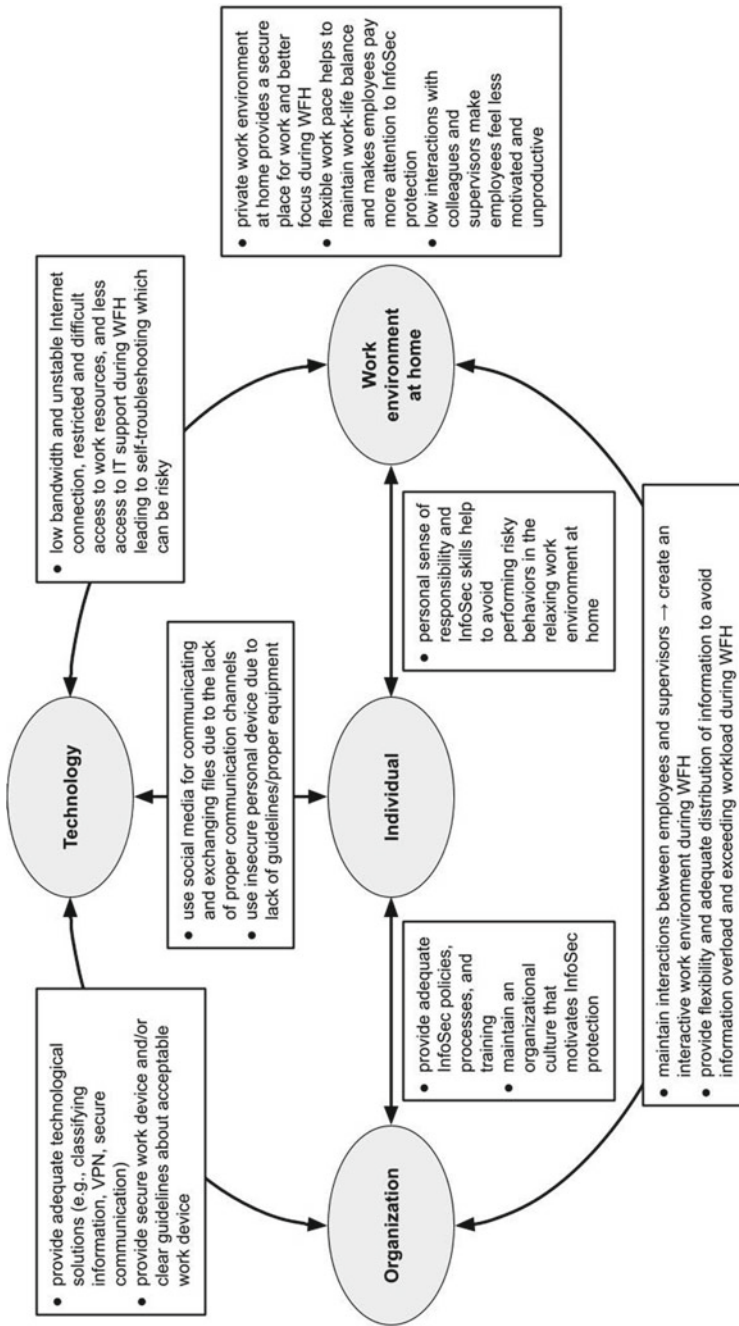 • provide adequate technological
solutions (e.g., classifying
information, VPN, secure
communication)
• provide secure work device and/or
clear guidelines about acceptable
work device
Technology
• low bandwidth and unstable Internet
connection, restricted and difficult
access to work resources, and less
access to IT support during WFH
leading to self-troubleshooting which
can be risky
• use social media for communicating
and exchanging files due to the lack
of proper communication channels
• use insecure personal device due to
lack of guidelines/proper equipment
Organization
• provide adequate
InfoSec policies,
processes, and
training
• maintain an
organizational
culture that
motivates InfoSec
protection
Individual
• personal sense of
responsibility and
InfoSec skills help
to avoid
performing risky
behaviors in the
relaxing work
environment at
home
Work
environment
at home
• private work environment
at home provides a secure
place for work and better
focus during WFH
• flexible work pace helps to
maintain work-life balance
and makes employees pay
more attention to InfoSec
protection
• low interactions with
colleagues and
supervisors make
employees feel less
motivated and
unproductive
• maintain interactions between employees and supervisors → create an
interactive work environment during WFH
• provide flexibility and adequate distribution of information to avoid
information overload and exceeding workload during WFH